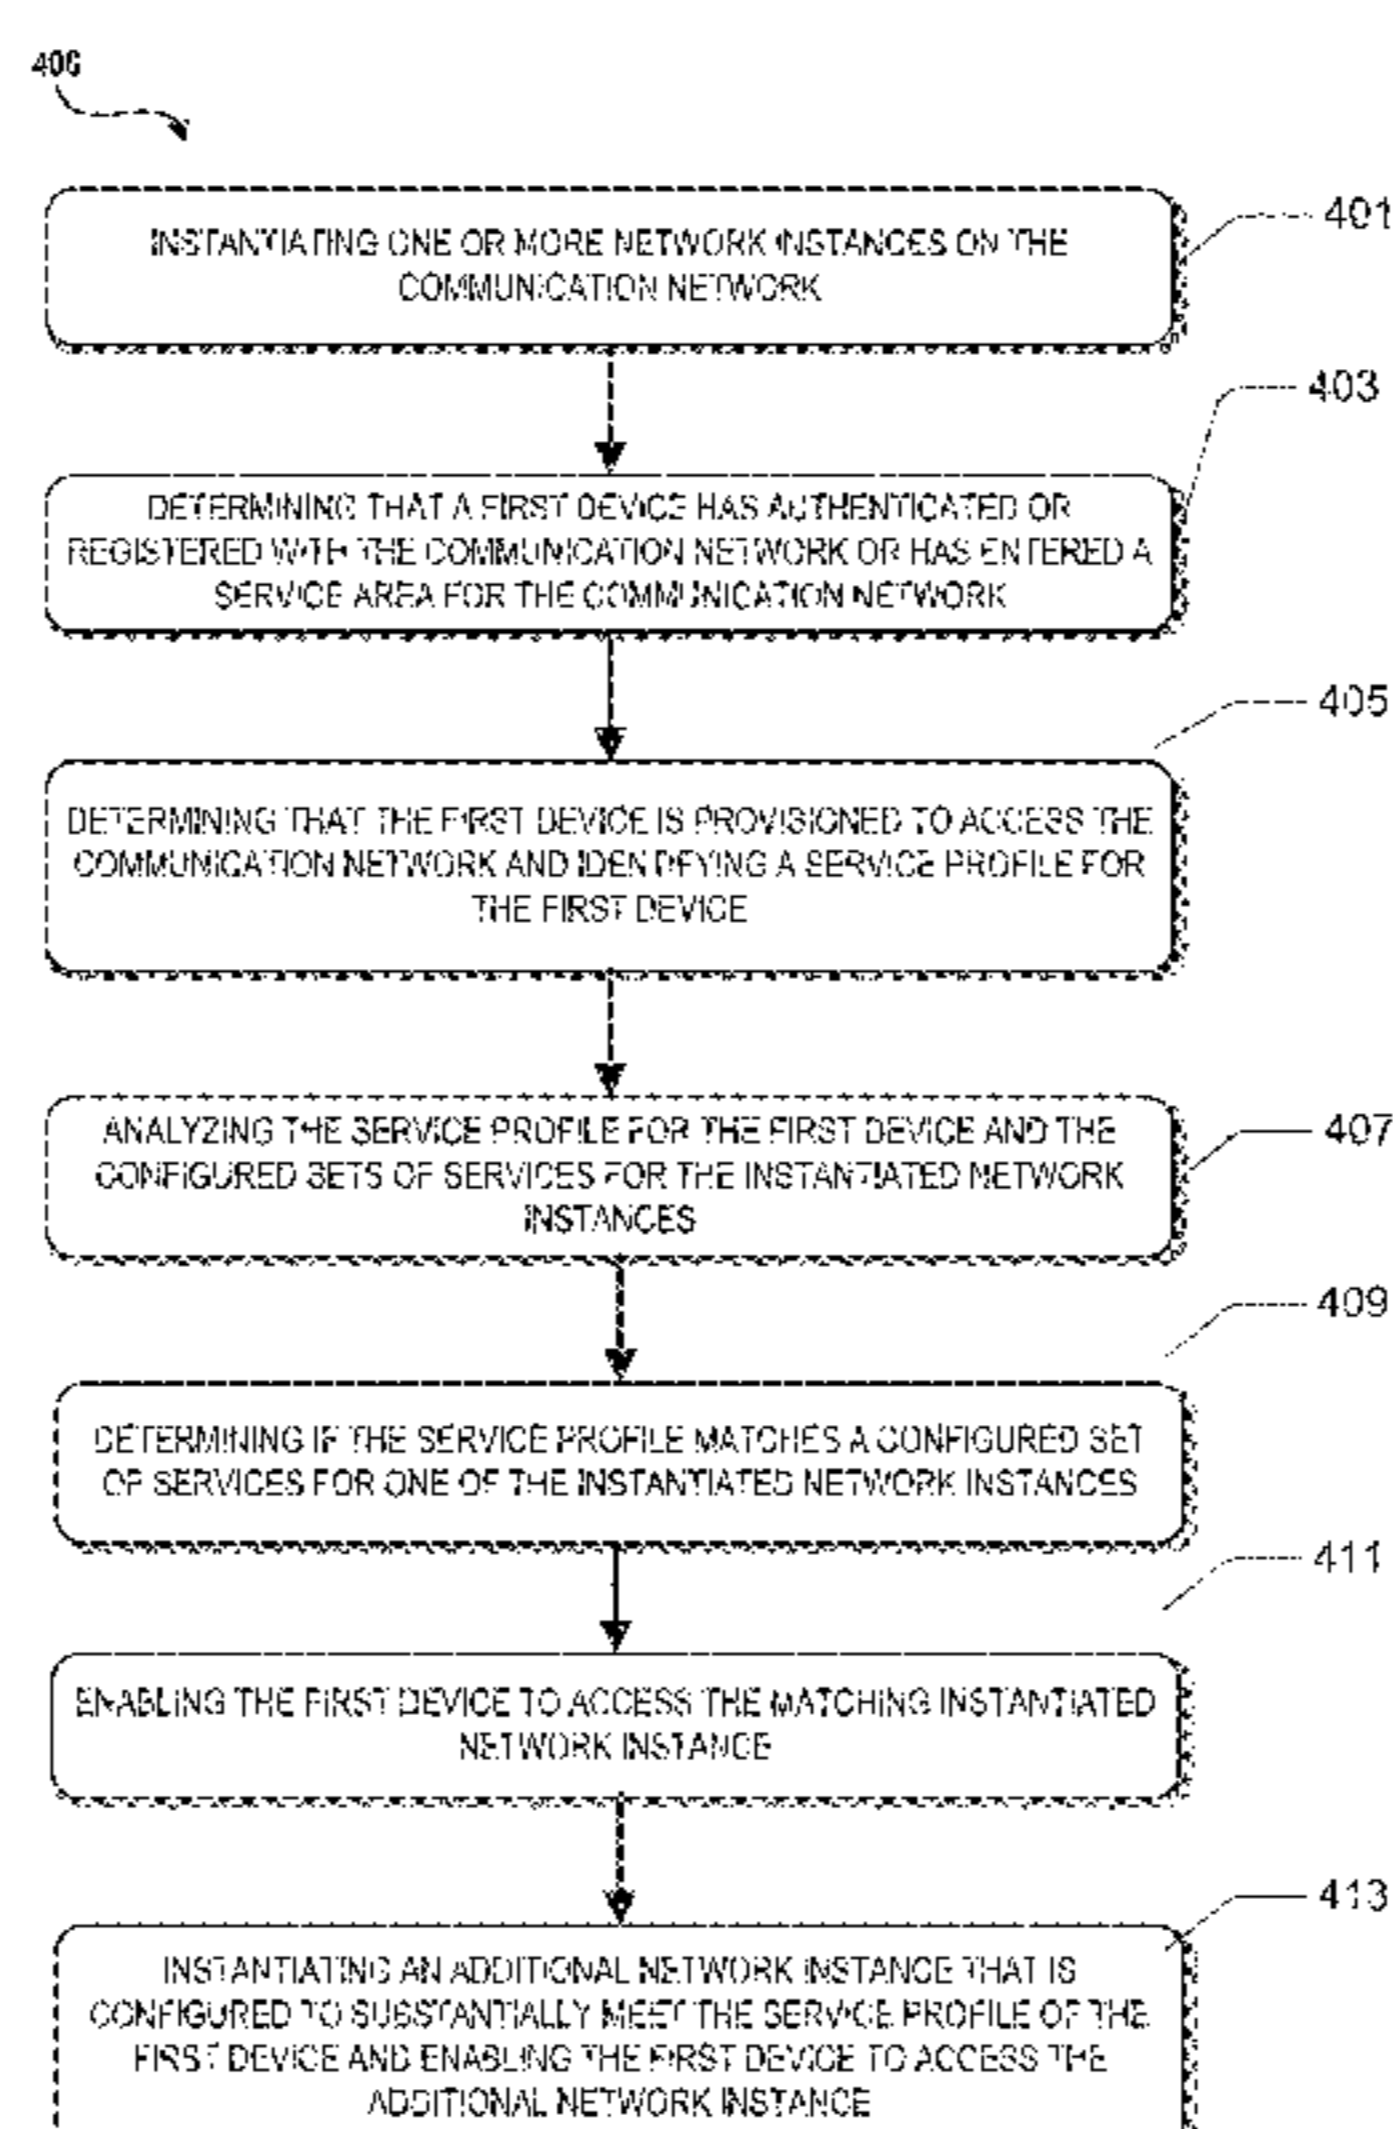 400
INSTANTIATING ONE OR MORE NETWORK INSTANCES ON THE
COMMUNICATION NETWORK
401
403
DETERMINING THAT A FIRST DEVICE HAS AUTHENTICATED OR
REGISTERED WITH THE COMMUNICATION NETWORK OR HAS ENTERED A
SERVICE AREA FOR THE COMMUNICATION NETWORK
405
DETERMINING THAT THE FIRST DEVICE IS PROVISIONED TO ACCESS THE
COMMUNICATION NETWORK AND IDENTIFYING A SERVICE PROFILE FOR
THE FIRST DEVICE
ANALYZING THE SERVICE PROFILE FOR THE FIRST DEVICE AND THE
CONFIGURED SETS OF SERVICES FOR THE INSTANTIATED NETWORK
INSTANCES
407
409
DETERMINING IF THE SERVICE PROFILE MATCHES A CONFIGURED SET
OF SERVICES FOR ONE OF THE INSTANTIATED NETWORK INSTANCES
411
ENABLING THE FIRST DEVICE TO ACCESS THE MATCHING INSTANTIATED
NETWORK INSTANCE
413
INSTANTIATING AN ADDITIONAL NETWORK INSTANCE THAT IS
CONFIGURED TO SUBSTANTIALLY MEET THE SERVICE PROFILE OF THE
FIRST DEVICE AND ENABLING THE FIRST DEVICE TO ACCESS THE
ADDITIONAL NETWORK INSTANCE